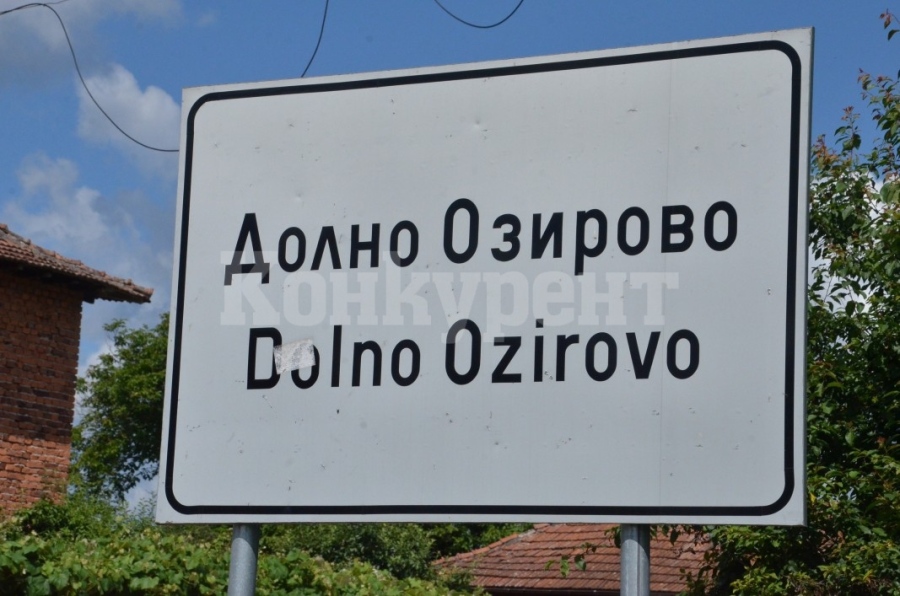 Долно Озирово
Конкурент
Dolno Ozirovo